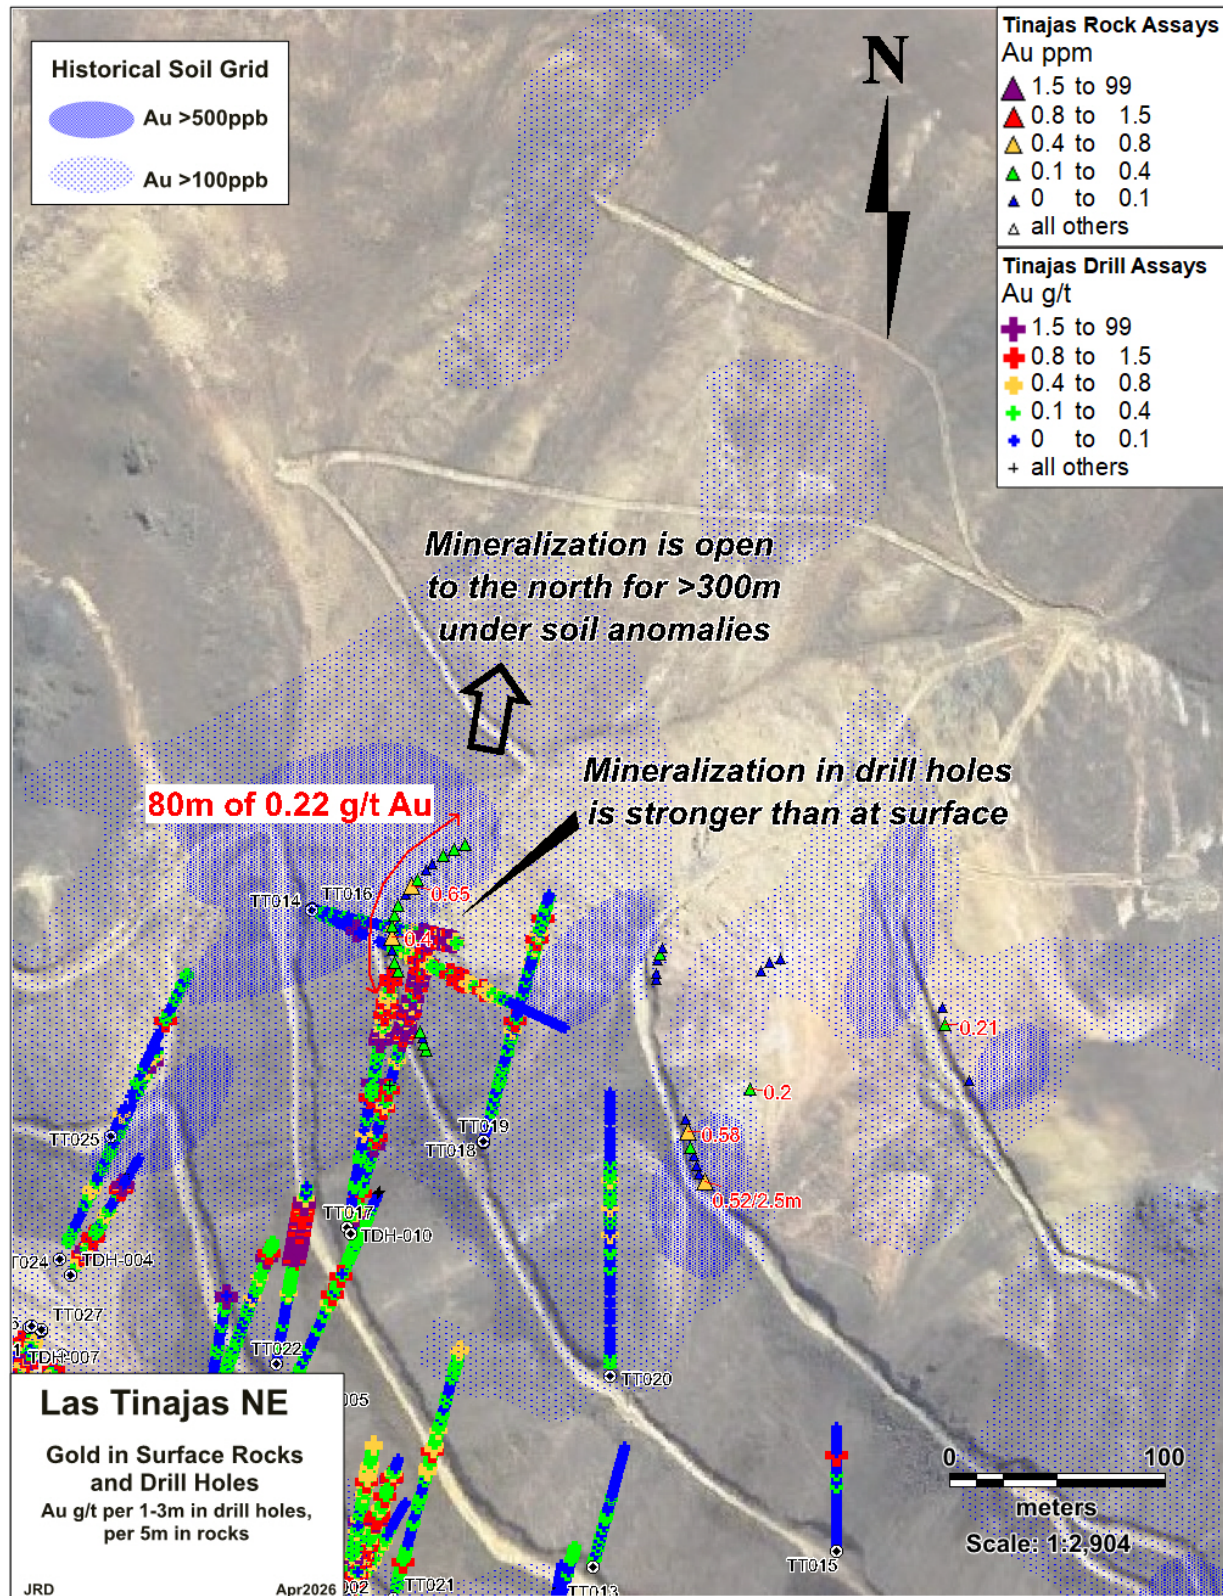 Historical Soil Grid
Au >500ppb
Au >100ppb
N
Tinajas Rock Assays
Au ppm
1.5 to 99
0.8 to 1.5
0.4 to 0.8
0.1 to 0.4
0 to 0.1
all others
Tinajas Drill Assays
Au g/t
1.5 to 99
0.8 to 1.5
0.4 to 0.8
0.1 to 0.4
0 to 0.1
all others
Mineralization is open
to the north for >300m
under soil anomalies
Mineralization in drill holes
is stronger than at surface
80m of 0.22 g/t Au
TT014
TT016
0.65
0.4
0.21
0.2
0.58
0.52/2.5m
TT025
TT019
TT018
TT017
TDH-010
TT024
TDH-004
TT027
TDH-007
TT022
TT020
005
TT015
TT021
TT013
002
Las Tinajas NE
Gold in Surface Rocks
and Drill Holes
Au g/t per 1-3m in drill holes,
per 5m in rocks
JRD Apr2026
0 100
meters
Scale: 1:2,904